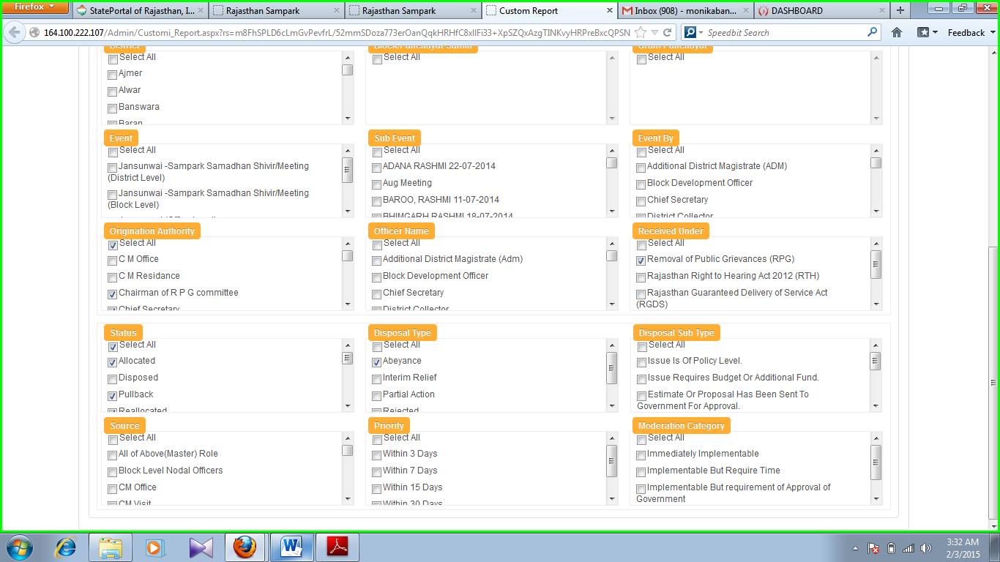 Firefox
StatePortal of Rajasthan, I... Rajasthan Sampark Rajasthan Sampark Custom Report Inbox (908) - monikaban... DASHBOARD
164.100.222.107/Admin/Customi_Report.aspx?rs=m8FhSPLD6cLmGvPevfrL/52mmSDoza773erOanQqkHRHfC8xllFi33+XpSZQxAzgTINKvyHRPreBxcQPSN Speedbit Search Feedback
District Block/Panchayat Samiti Gram Panchayat
Select All Select All Select All
Ajmer
Alwar
Banswara
Baran
Event Sub Event Event By
Select All Select All Select All
Jansunwai -Sampark Samadhan Shivir/Meeting ADANA RASHMI 22-07-2014 Additional District Magistrate (ADM)
(District Level) Aug Meeting Block Development Officer
Jansunwai -Sampark Samadhan Shivir/Meeting BAROO, RASHMI 11-07-2014 Chief Secretary
(Block Level) BHIMGARH RASHMI 18-07-2014 District Collector
Origination Authority Officer Name Received Under
Select All Select All Select All
C M Office Additional District Magistrate (Adm) Removal of Public Grievances (RPG)
C M Residance Block Development Officer Rajasthan Right to Hearing Act 2012 (RTH)
Chairman of R P G committee Chief Secretary Rajasthan Guaranteed Delivery of Service Act
Chief Secretary District Collector (RGDS)
Status Disposal Type Disposal Sub Type
Select All Select All Select All
Allocated Abeyance Issue Is Of Policy Level.
Disposed Interim Relief Issue Requires Budget Or Additional Fund.
Pullback Partial Action Estimate Or Proposal Has Been Sent To
Reallocated Rejected Government For Approval.
Source Priority Moderation Category
Select All Select All Select All
All of Above(Master) Role Within 3 Days Immediately Implementable
Block Level Nodal Officers Within 7 Days Implementable But Require Time
CM Office Within 15 Days Implementable But requirement of Approval of
CM Visit Within 30 Days Government
3:32 AM
2/3/2015